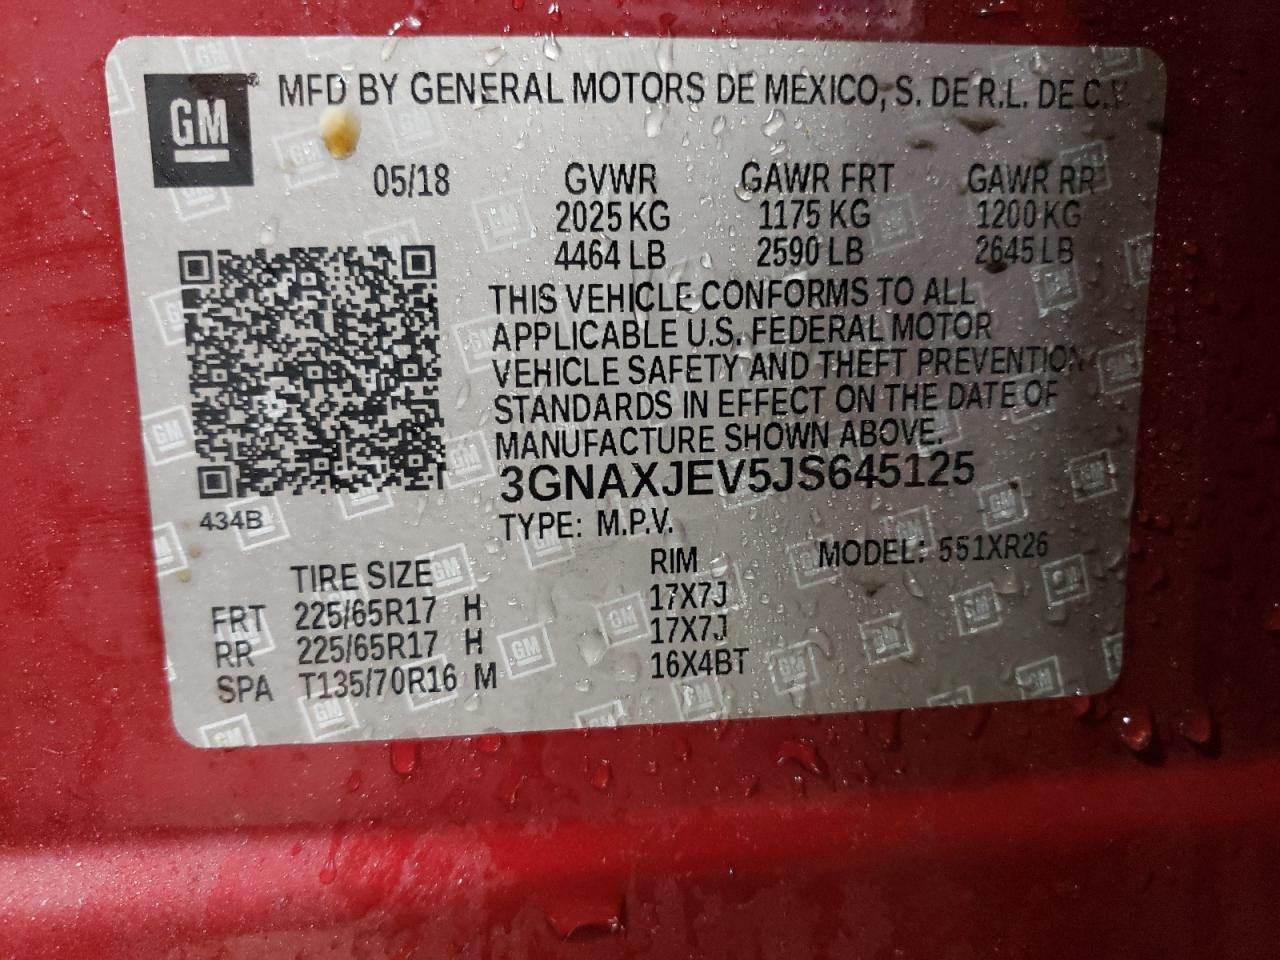 GM® MFD BY GENERAL MOTORS DE MEXICO, S. DE R.L. DE C.V.
05/18 GVWR GAWR FRT GAWR RR
2025 KG 1175 KG 1200 KG
4464 LB 2590 LB 2645 LB
THIS VEHICLE CONFORMS TO ALL
APPLICABLE U.S. FEDERAL MOTOR
VEHICLE SAFETY AND THEFT PREVENTION
STANDARDS IN EFFECT ON THE DATE OF
MANUFACTURE SHOWN ABOVE.
3GNAXJEV5JS645125
434B TYPE: M.P.V.
MODEL: 551XR26
TIRE SIZE RIM
FRT 225/65R17 H 17X7J
RR 225/65R17 H 17X7J
SPA T135/70R16 M 16X4BT